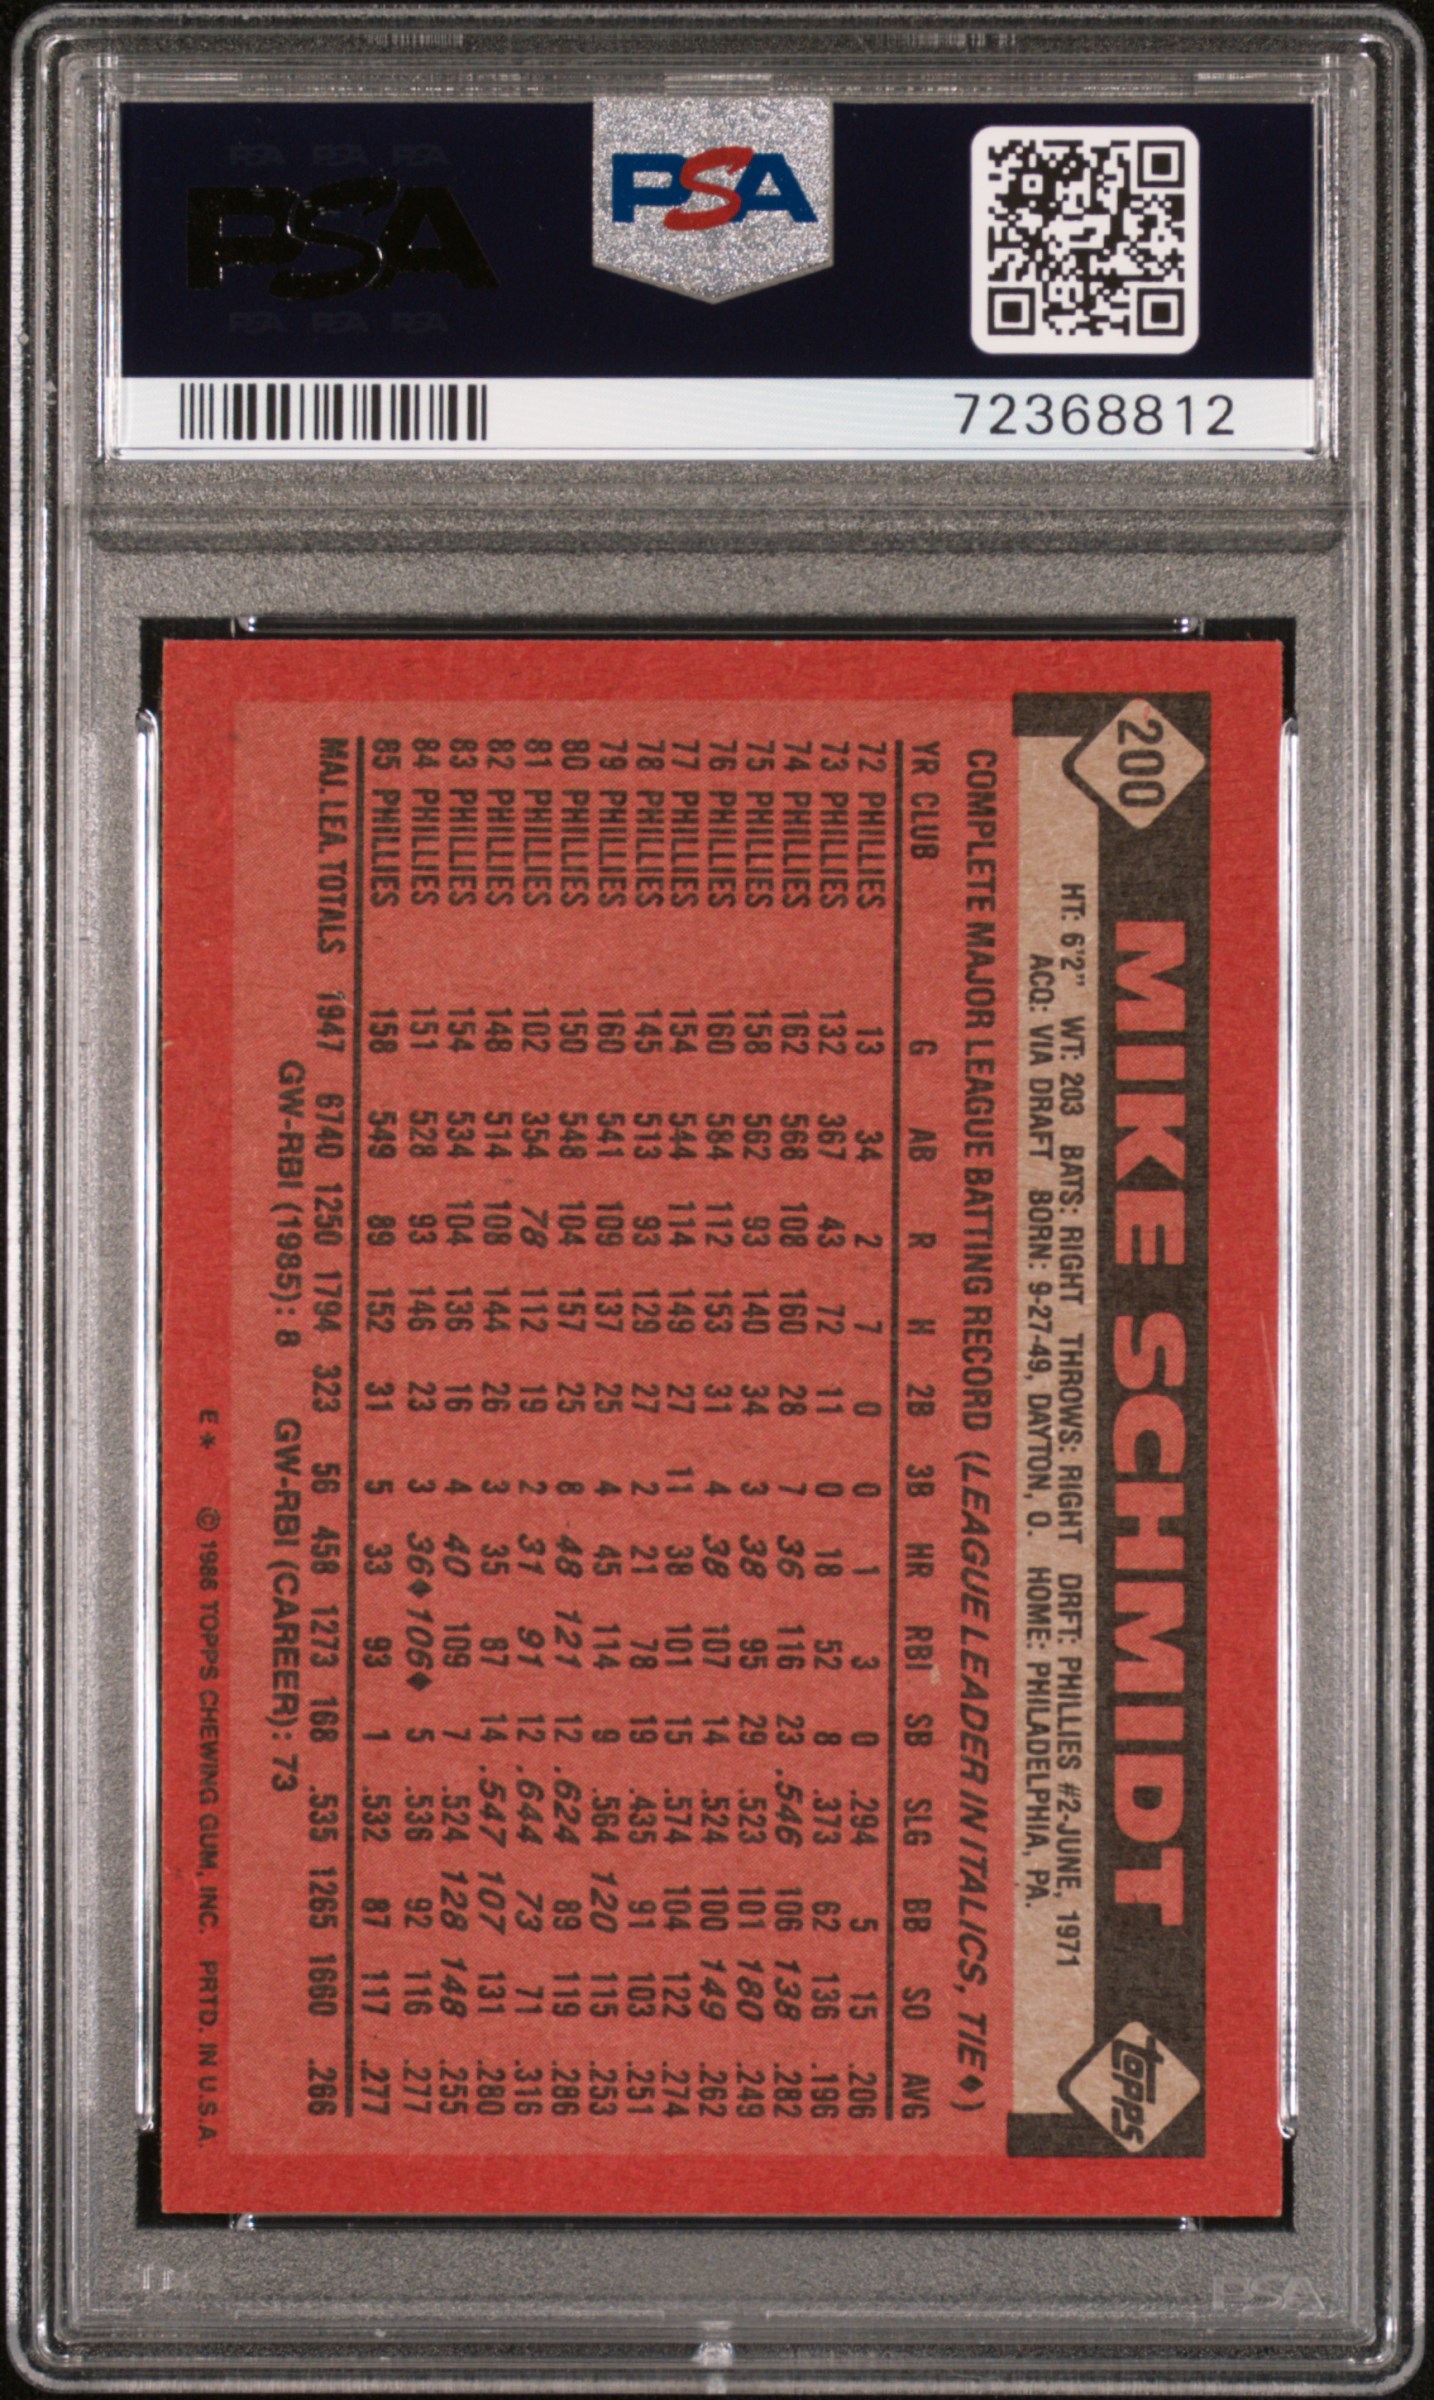 PSA PSA PSA
PSA
PSA PSA PSA
PSA
72368812
200 MIKE SCHMIDT topps
HT: 6'2" WT: 203 BATS: RIGHT THROWS: RIGHT DRFT: PHILLIES #2-JUNE, 1971
ACQ: VIA DRAFT BORN: 9-27-49, DAYTON, O. HOME: PHILADELPHIA, PA.
COMPLETE MAJOR LEAGUE BATTING RECORD (LEAGUE LEADER IN ITALICS, TIE♦)
YR CLUB G AB R H 2B 3B HR RBI SB SLG BB SO AVG
72 PHILLIES 13 34 2 7 0 0 1 3 0 .294 5 15 .206
73 PHILLIES 132 367 43 72 11 0 18 52 8 .373 62 136 .196
74 PHILLIES 162 568 108 160 28 7 36 116 23 .546 106 138 .282
75 PHILLIES 158 562 93 140 34 3 38 95 29 .523 101 180 .249
76 PHILLIES 160 584 112 153 31 4 38 107 14 .524 100 149 .262
77 PHILLIES 154 544 114 149 27 11 38 101 15 .574 104 122 .274
78 PHILLIES 145 513 93 129 27 2 21 78 19 .435 91 103 .251
79 PHILLIES 160 541 109 137 25 4 45 114 9 .564 120 115 .253
80 PHILLIES 150 548 104 157 25 8 48 121 12 .624 89 119 .286
81 PHILLIES 102 354 78 112 19 2 31 91 12 .644 73 71 .316
82 PHILLIES 148 514 108 144 26 3 35 87 14 .547 107 131 .280
83 PHILLIES 154 534 104 136 16 4 40 109 7 .524 128 148 .255
84 PHILLIES 151 528 93 146 23 3 36♦ 106♦ 5 .536 92 116 .277
85 PHILLIES 158 549 89 152 31 5 33 93 1 .532 87 117 .277
MAJ. LEA. TOTALS 1947 6740 1250 1794 323 56 458 1273 168 .535 1265 1660 .266
GW-RBI (1985): 8 GW-RBI (CAREER): 73
E* © 1986 TOPPS CHEWING GUM, INC. PRTD. IN U.S.A.
PSA